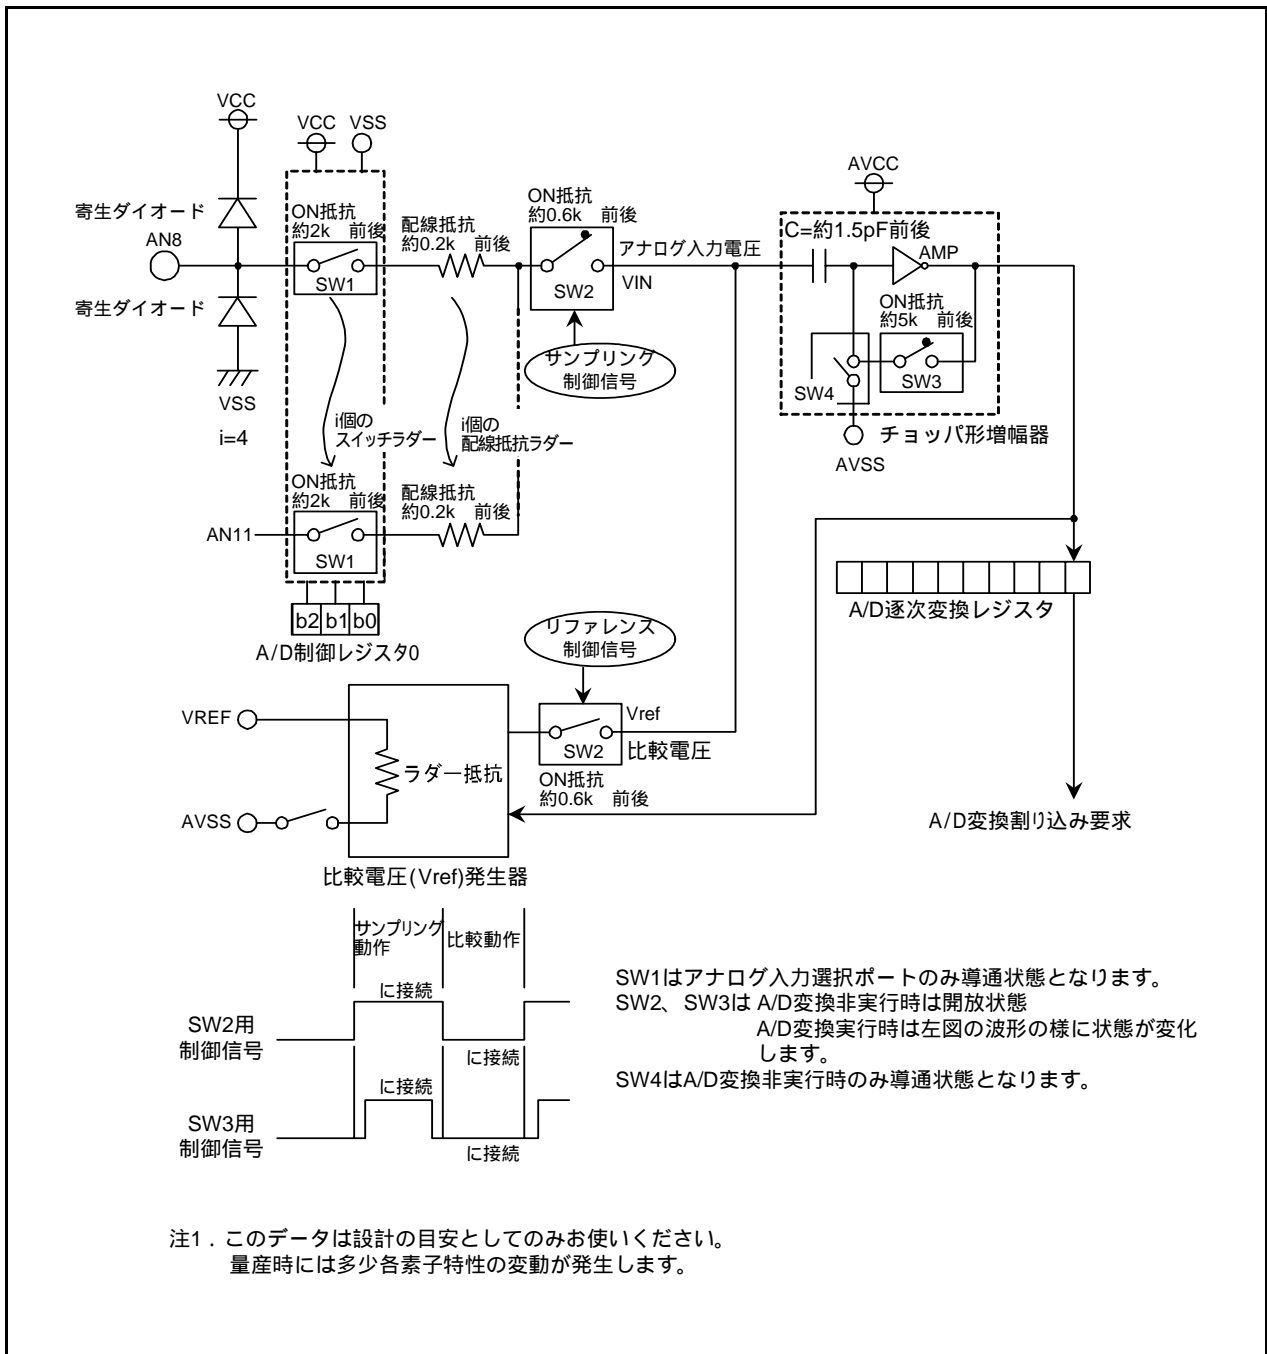 VCC
VCC VSS
寄生ダイオード
AN8
寄生ダイオード
VSS
i=4
ON抵抗
約2k 前後
SW1
配線抵抗
約0.2k 前後
ON抵抗
約0.6k 前後
SW2
アナログ入力電圧
VIN
サンプリング
制御信号
AVCC
C=約1.5pF前後
AMP
ON抵抗
約5k 前後
SW3
SW4
AVSS
チョッパ形増幅器
i個の
スイッチラダー
i個の
配線抵抗ラダー
ON抵抗
約2k 前後
AN11
SW1
配線抵抗
約0.2k 前後
b2 b1 b0
A/D制御レジスタ0
A/D逐次変換レジスタ
リファレンス
制御信号
VREF
ラダー抵抗
AVSS
Vref
SW2
比較電圧
ON抵抗
約0.6k 前後
A/D変換割り込み要求
比較電圧(Vref)発生器
サンプリング
動作
比較動作
に接続
SW2用
制御信号
に接続
に接続
SW3用
制御信号
に接続
SW1はアナログ入力選択ポートのみ導通状態となります。
SW2、SW3は A/D変換非実行時は開放状態
A/D変換実行時は左図の波形の様に状態が変化
します。
SW4はA/D変換非実行時のみ導通状態となります。
注1．このデータは設計の目安としてのみお使いください。
量産時には多少各素子特性の変動が発生します。